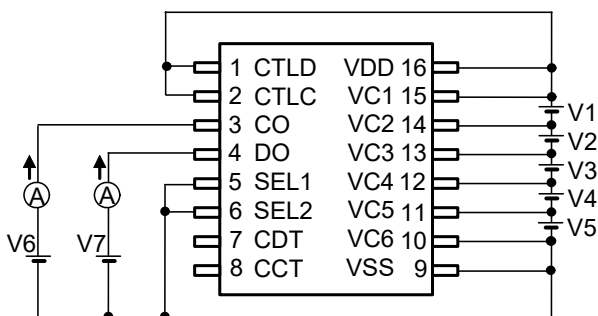 1 CTLD VDD 16
2 CTLC VC1 15
3 CO VC2 14
4 DO VC3 13
5 SEL1 VC4 12
6 SEL2 VC5 11
7 CDT VC6 10
8 CCT VSS 9
V1
V2
V3
V4
V5
A
A
V6
V7